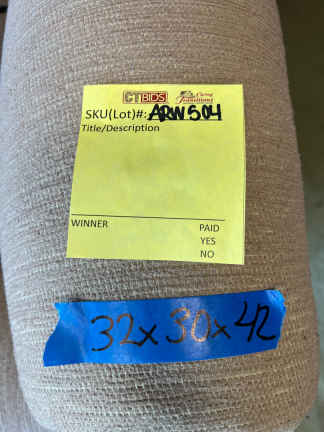 CTBIDS Caring Transitions
SKU(Lot)#: ARW504
Title/Description
WINNER PAID
YES
NO
32x30x42